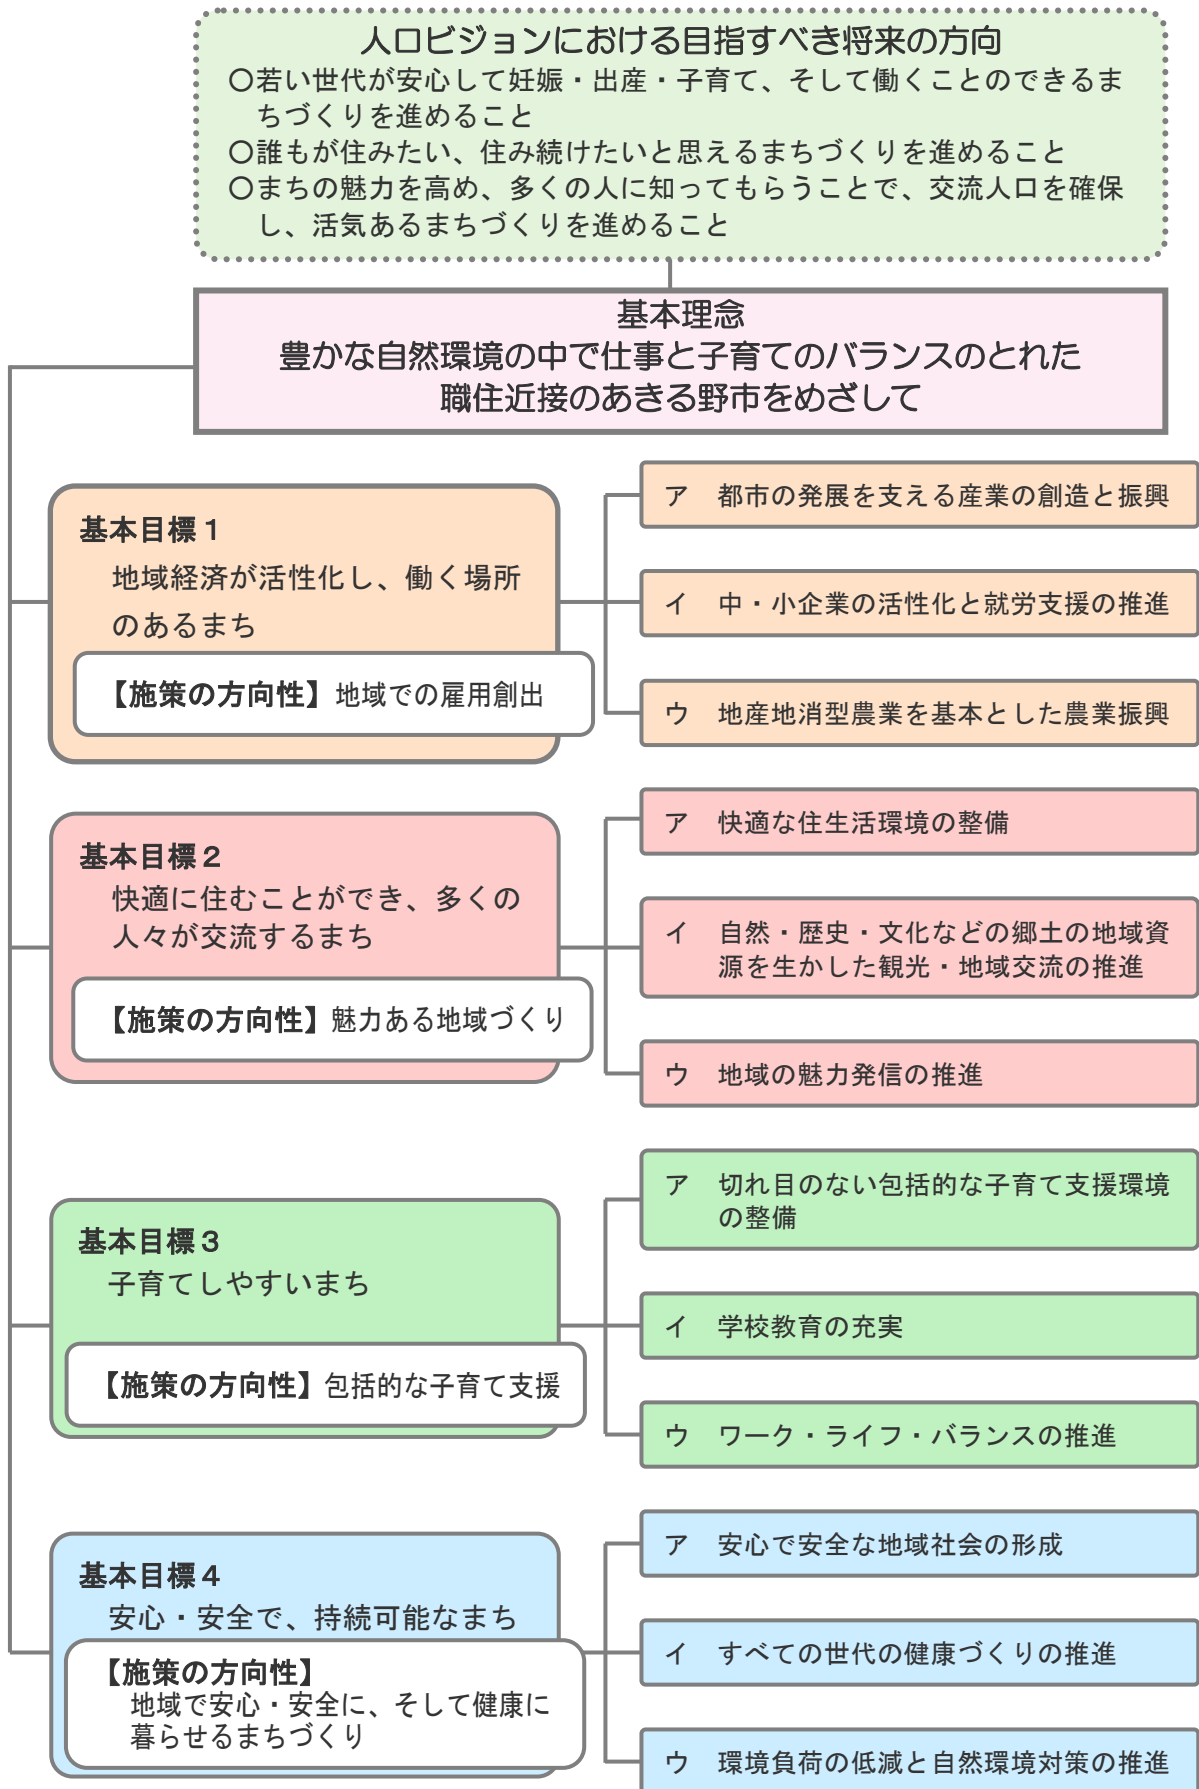 人口ビジョンにおける目指すべき将来の方向
〇若い世代が安心して妊娠・出産・子育て、そして働くことのできるま
ちづくりを進めること
〇誰もが住みたい、住み続けたいと思えるまちづくりを進めること
〇まちの魅力を高め、多くの人に知ってもらうことで、交流人口を確保
し、活気あるまちづくりを進めること
基本理念
豊かな自然環境の中で仕事と子育てのバランスのとれた
職住近接のあきる野市をめざして
基本目標１
地域経済が活性化し、働く場所
のあるまち
【施策の方向性】地域での雇用創出
ア　都市の発展を支える産業の創造と振興
イ　中・小企業の活性化と就労支援の推進
ウ　地産地消型農業を基本とした農業振興
基本目標２
快適に住むことができ、多くの
人々が交流するまち
【施策の方向性】魅力ある地域づくり
ア　快適な住生活環境の整備
イ　自然・歴史・文化などの郷土の地域資
源を生かした観光・地域交流の推進
ウ　地域の魅力発信の推進
基本目標３
子育てしやすいまち
【施策の方向性】包括的な子育て支援
ア　切れ目のない包括的な子育て支援環境
の整備
イ　学校教育の充実
ウ　ワーク・ライフ・バランスの推進
基本目標４
安心・安全で、持続可能なまち
【施策の方向性】
地域で安心・安全に、そして健康に
暮らせるまちづくり
ア　安心で安全な地域社会の形成
イ　すべての世代の健康づくりの推進
ウ　環境負荷の低減と自然環境対策の推進